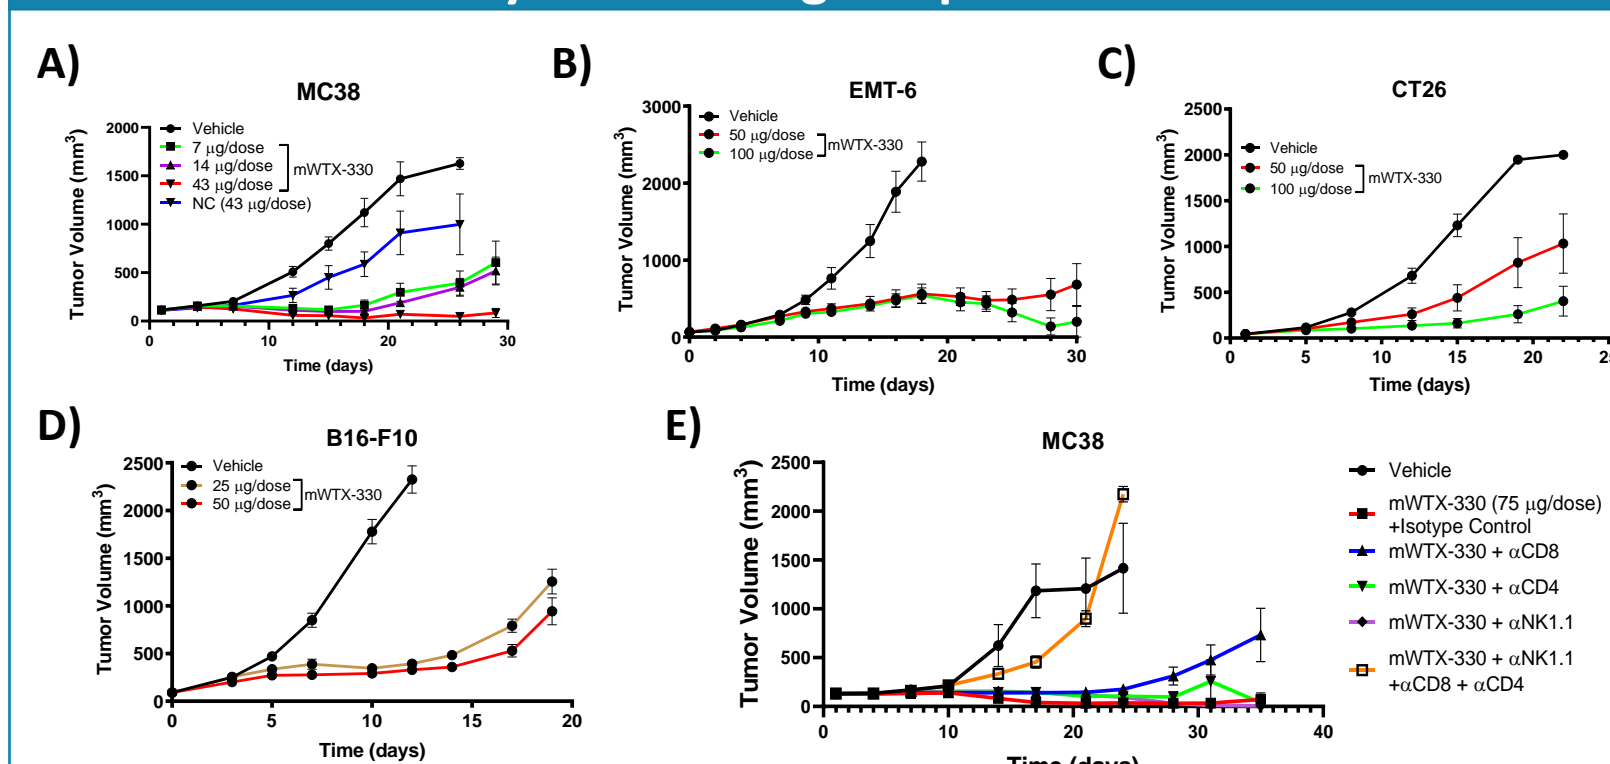 A)
MC38
Tumor Volume (mm3)
2000
1500
1000
500
0
0 10 20 30
Time (days)
Vehicle
7 μg/dose
14 μg/dose
43 μg/dose
NC (43 μg/dose)
mWTX-330
B)
EMT-6
Tumor Volume (mm3)
3000
2000
1000
0
0 10 20 30
Time (days)
Vehicle
50 μg/dose
100 μg/dose
mWTX-330
C)
CT26
Tumor Volume (mm3)
2500
2000
1500
1000
500
0
0 5 10 15 20
Time (days)
Vehicle
50 μg/dose
100 μg/dose
mWTX-330
D)
B16-F10
Tumor Volume (mm3)
2500
2000
1500
1000
500
0
0 5 10 15 20
Time (days)
Vehicle
25 μg/dose
50 μg/dose
mWTX-330
E)
MC38
Tumor Volume (mm3)
2500
2000
1500
1000
500
0
0 10 20 30 40
Time (days)
Vehicle
mWTX-330 (75 μg/dose)
+Isotype Control
mWTX-330 + αCD8
mWTX-330 + αCD4
mWTX-330 + αNK1.1
mWTX-330 + αNK1.1
+αCD8 + αCD4